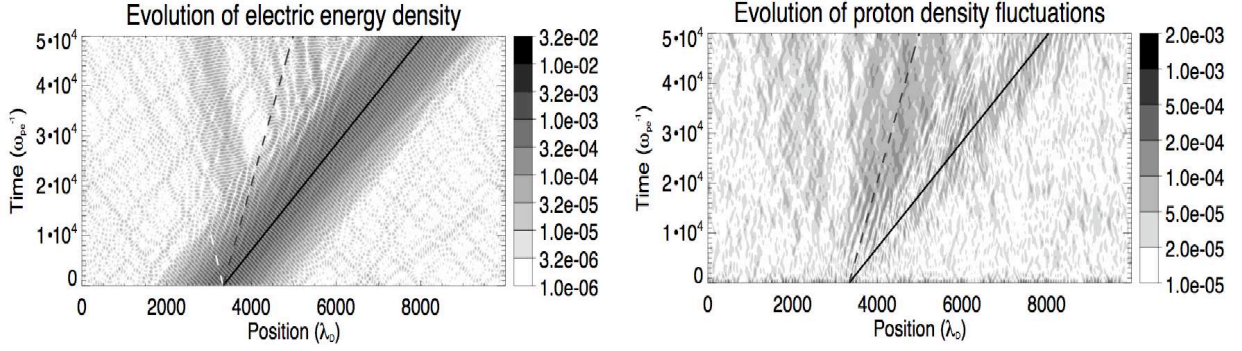 Evolution of electric energy density
5•10⁴
4•10⁴
3•10⁴
2•10⁴
1•10⁴
0
Time (ωpe⁻¹)
0 2000 4000 6000 8000
Position (λD)
3.2e-02
1.0e-02
3.2e-03
1.0e-03
3.2e-04
1.0e-04
3.2e-05
1.0e-05
3.2e-06
1.0e-06
Evolution of proton density fluctuations
5•10⁴
4•10⁴
3•10⁴
2•10⁴
1•10⁴
0
Time (ωpe⁻¹)
0 2000 4000 6000 8000
Position (λD)
2.0e-03
1.0e-03
5.0e-04
2.0e-04
1.0e-04
5.0e-05
2.0e-05
1.0e-05